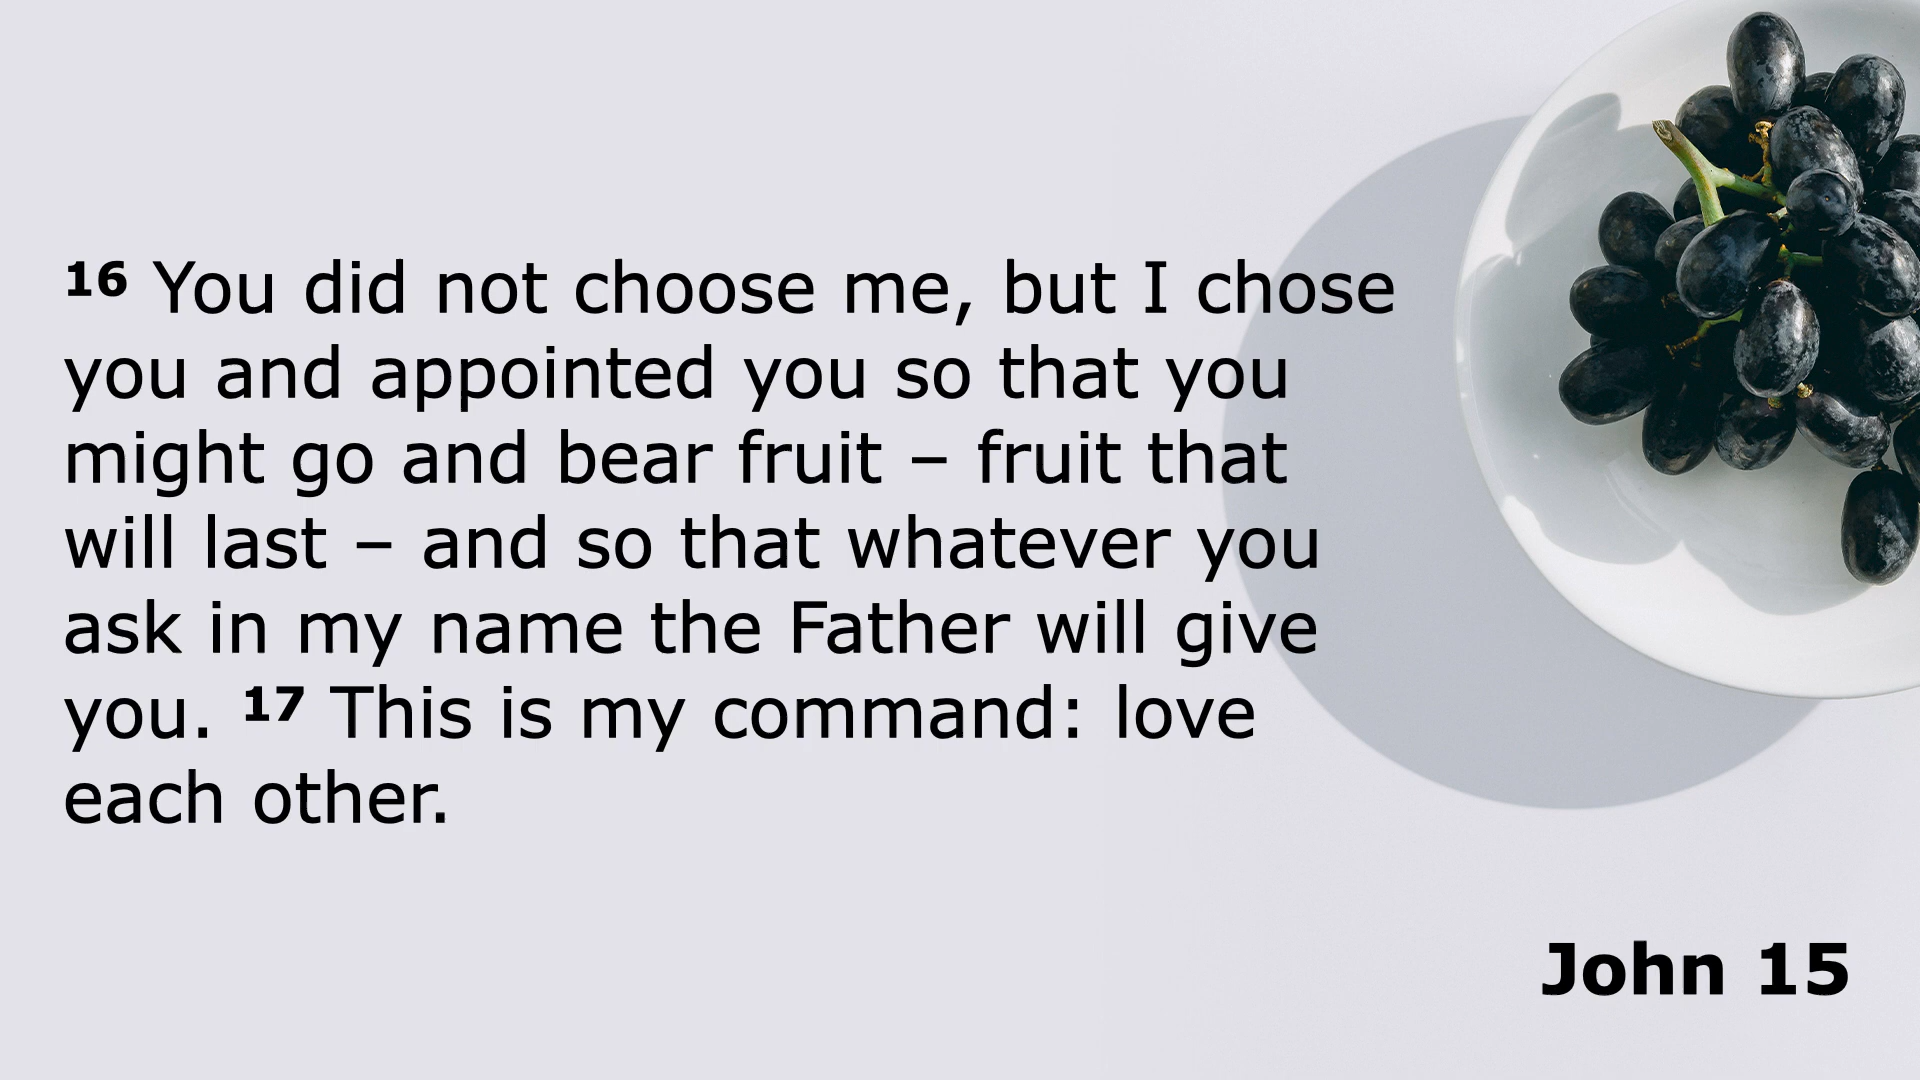 16 You did not choose me, but I chose
you and appointed you so that you
might go and bear fruit – fruit that
will last – and so that whatever you
ask in my name the Father will give
you. 17 This is my command: love
each other.
John 15